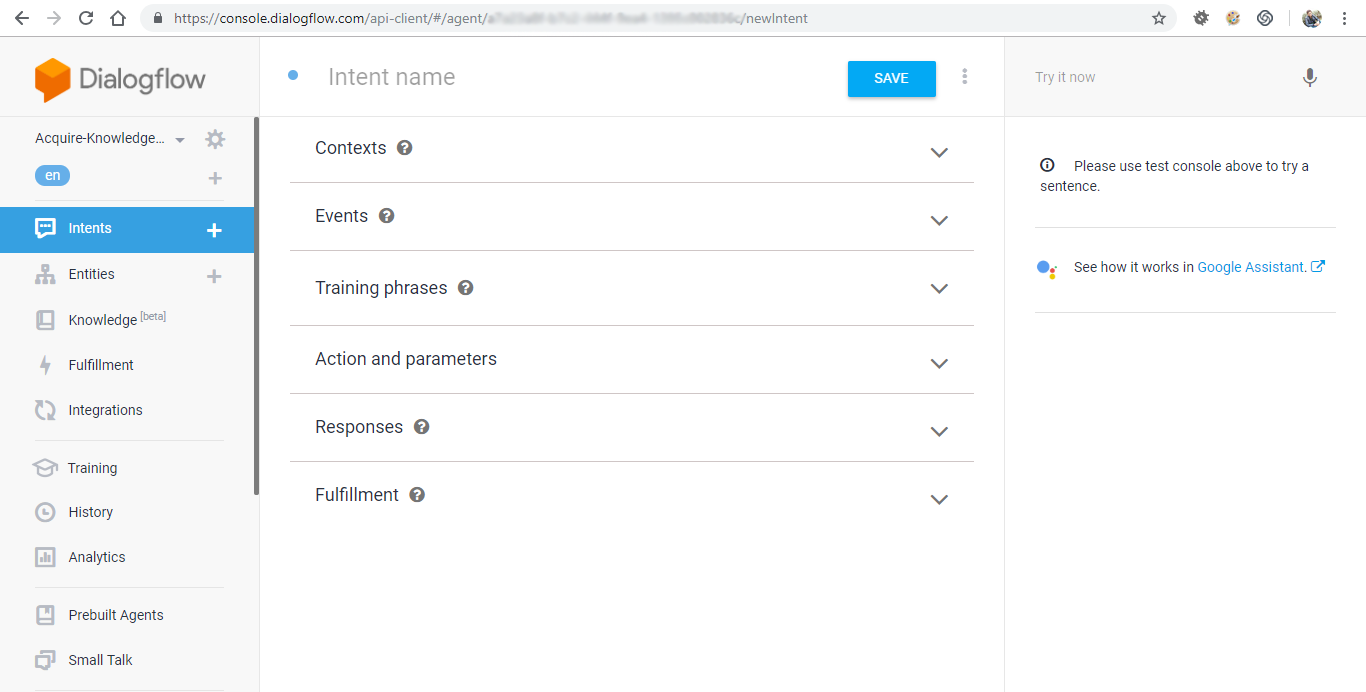 https://console.dialogflow.com/api-client/#/agent/
/newIntent
Dialogflow
Acquire-Knowledge...
en
Intents
Entities
Knowledge [beta]
Fulfillment
Integrations
Training
History
Analytics
Prebuilt Agents
Small Talk
Intent name
SAVE
Contexts
Events
Training phrases
Action and parameters
Responses
Fulfillment
Try it now
Please use test console above to try a
sentence.
See how it works in Google Assistant.